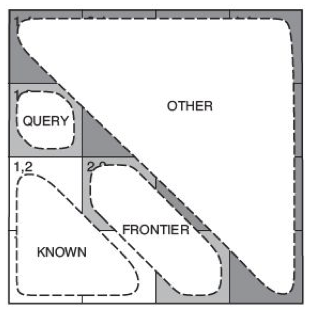 OTHER
QUERY
1,2
FRONTIER
KNOWN